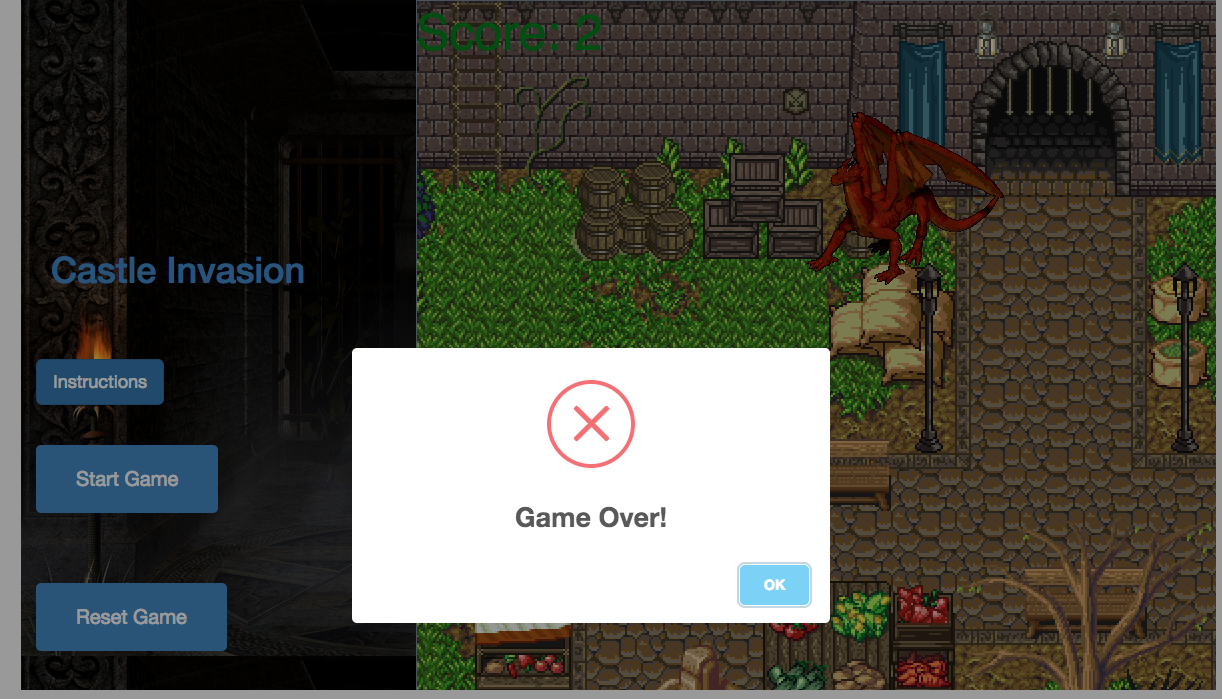 Score: 2
Castle Invasion
Instructions
Start Game
Game Over!
OK
Reset Game